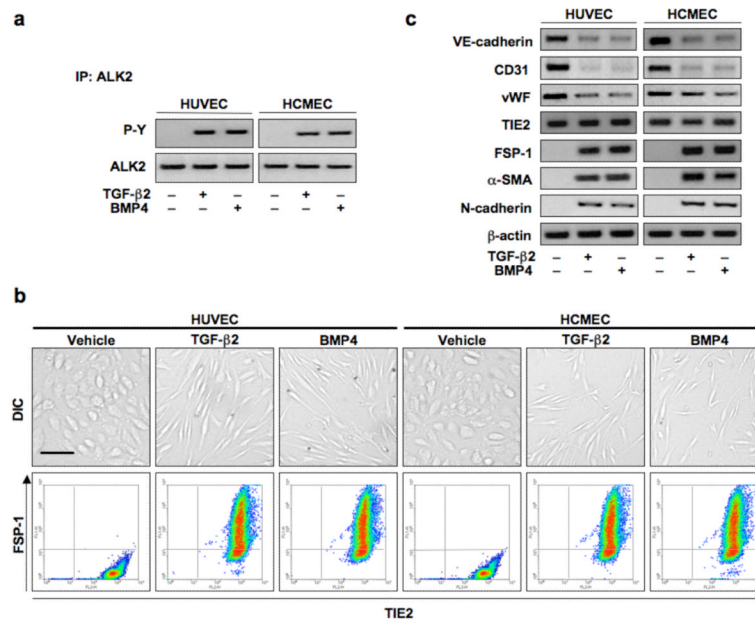 a
IP: ALK2
HUVEC HCMEC
P-Y
ALK2
TGF-β2 – + – – + –
BMP4 – – + – – +
c
HUVEC HCMEC
VE-cadherin
CD31
vWF
TIE2
FSP-1
α-SMA
N-cadherin
β-actin
TGF-β2 – + – – + –
BMP4 – – + – – +
b
HUVEC HCMEC
Vehicle TGF-β2 BMP4 Vehicle TGF-β2 BMP4
DIC
FSP-1
TIE2